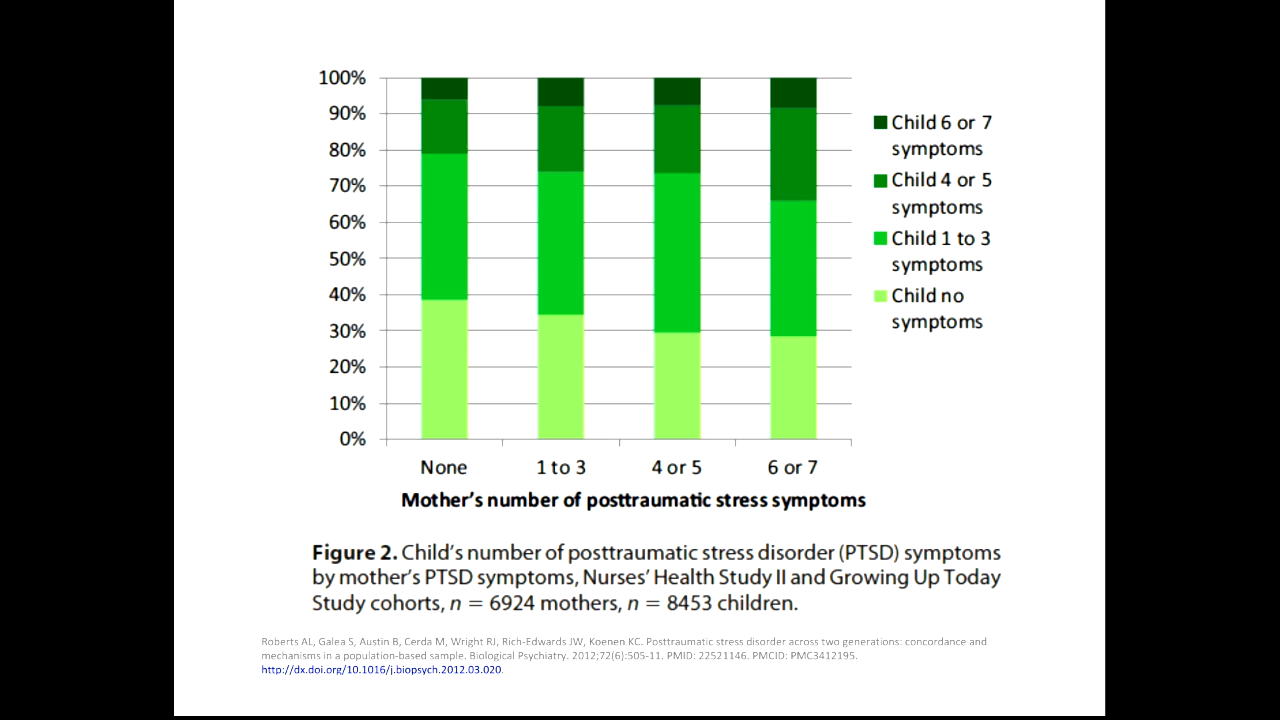 100%
90%
80%
70%
60%
50%
40%
30%
20%
10%
0%
None 1 to 3 4 or 5 6 or 7
Mother's number of posttraumatic stress symptoms
Child 6 or 7
symptoms
Child 4 or 5
symptoms
Child 1 to 3
symptoms
Child no
symptoms
Figure 2. Child's number of posttraumatic stress disorder (PTSD) symptoms
by mother's PTSD symptoms, Nurses' Health Study II and Growing Up Today
Study cohorts, n = 6924 mothers, n = 8453 children.
Roberts AL, Galea S, Austin B, Cerda M, Wright RJ, Rich-Edwards JW, Koenen KC. Posttraumatic stress disorder across two generations: concordance and
mechanisms in a population-based sample. Biological Psychiatry. 2012;72(6):505-11. PMID: 22521146. PMCID: PMC3412195.
http://dx.doi.org/10.1016/j.biopsych.2012.03.020.